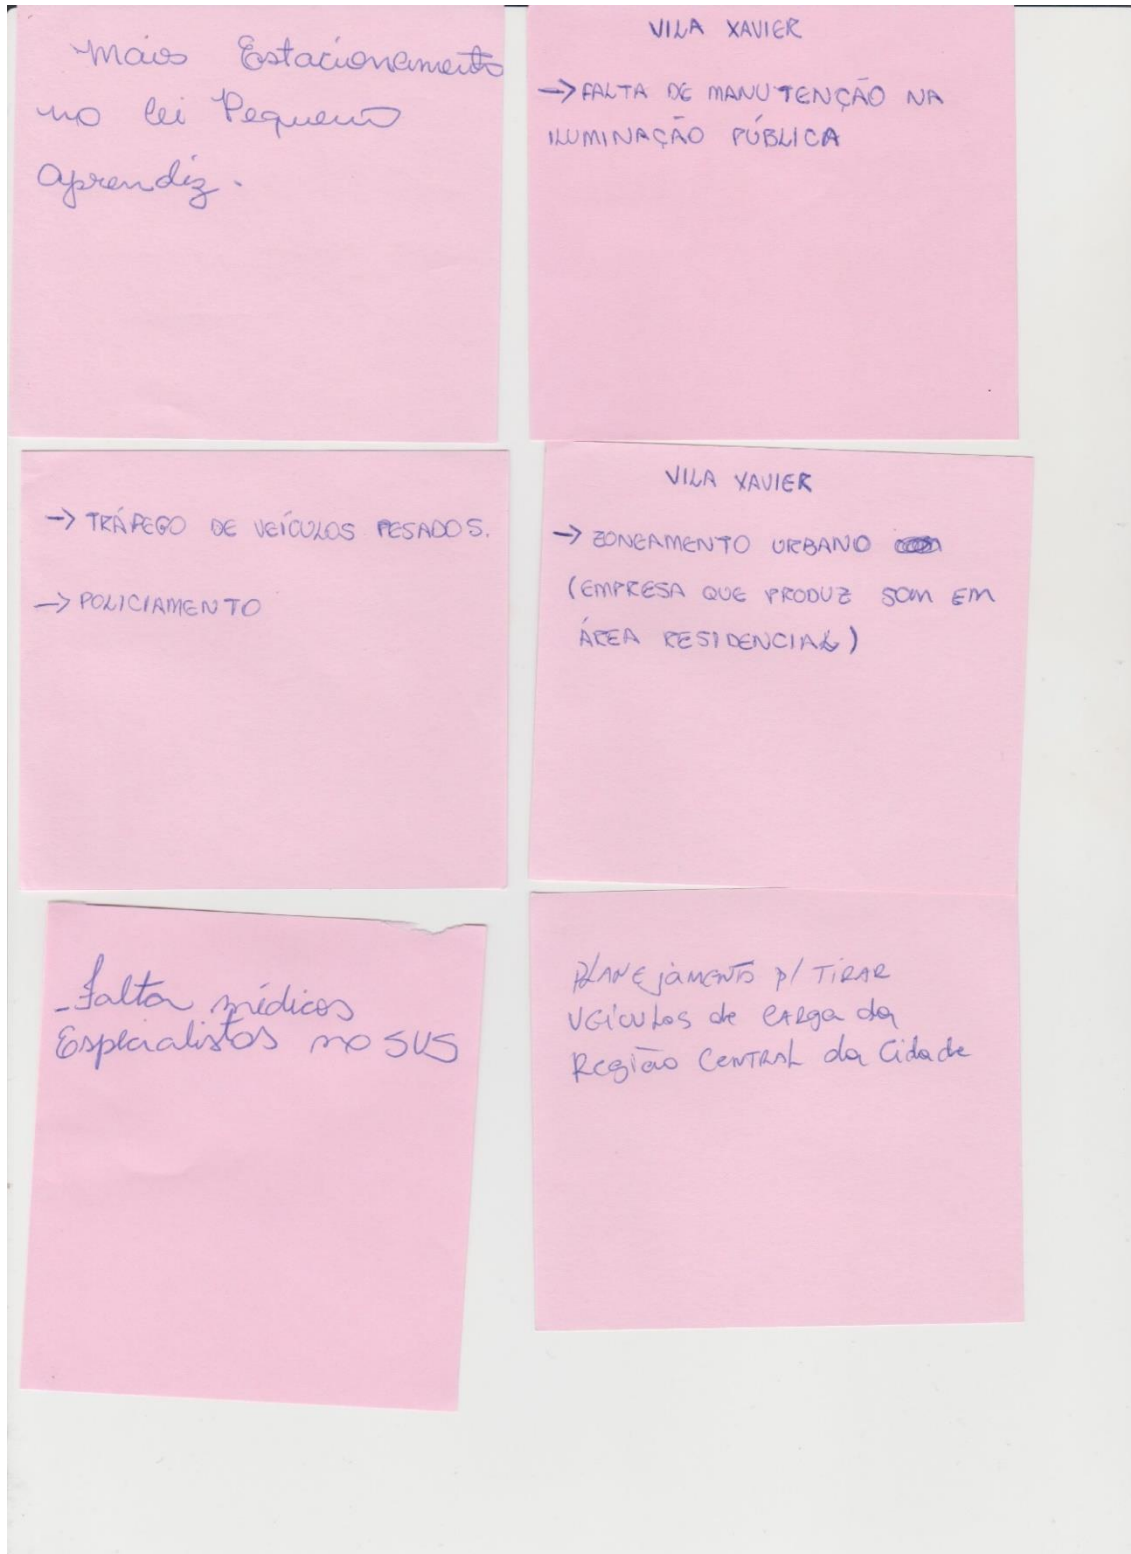 Mais Estacionamento
no Cei Pequeno
Aprendiz.
VILA XAVIER
→ FALTA DE MANUTENÇÃO NA
ILUMINAÇÃO PÚBLICA
→ TRÁFEGO DE VEÍCULOS PESADOS.
→ POLICIAMENTO
VILA XAVIER
→ ZONEAMENTO URBANO
(EMPRESA QUE PRODUZ SOM EM
ÁREA RESIDENCIAL)
- Falta médicos
Especialistas no SUS
PLANEjAMENTO p/ TIRAR
VEÍCULOS de CARga da
REgião CENTRAL da Cidade